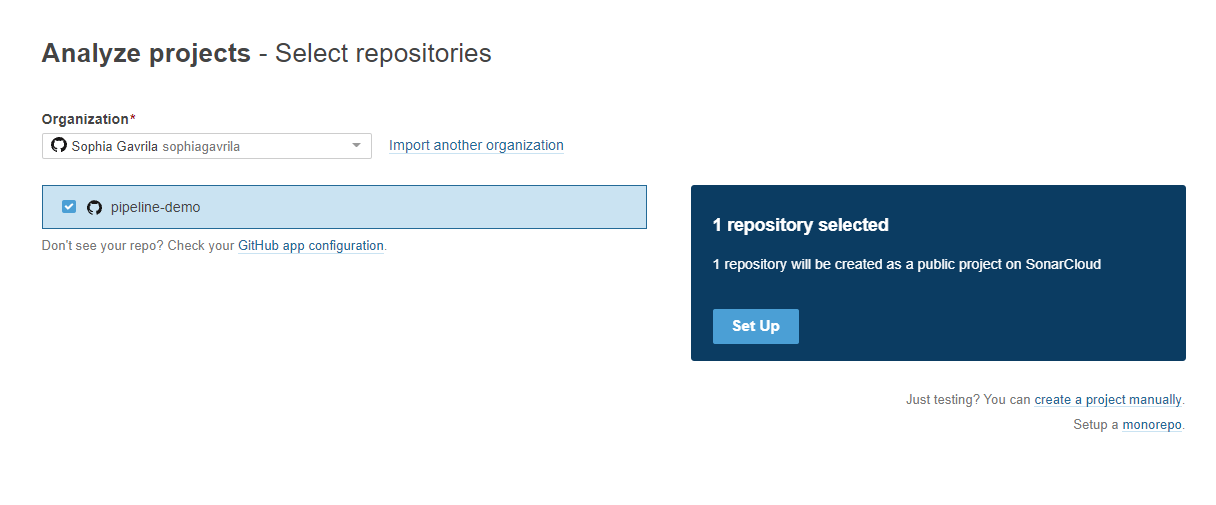 Analyze projects - Select repositories
Organization*
Sophia Gavrila sophiagavrila
Import another organization
pipeline-demo
Don't see your repo? Check your GitHub app configuration.
1 repository selected
1 repository will be created as a public project on SonarCloud
Set Up
Just testing? You can create a project manually.
Setup a monorepo.